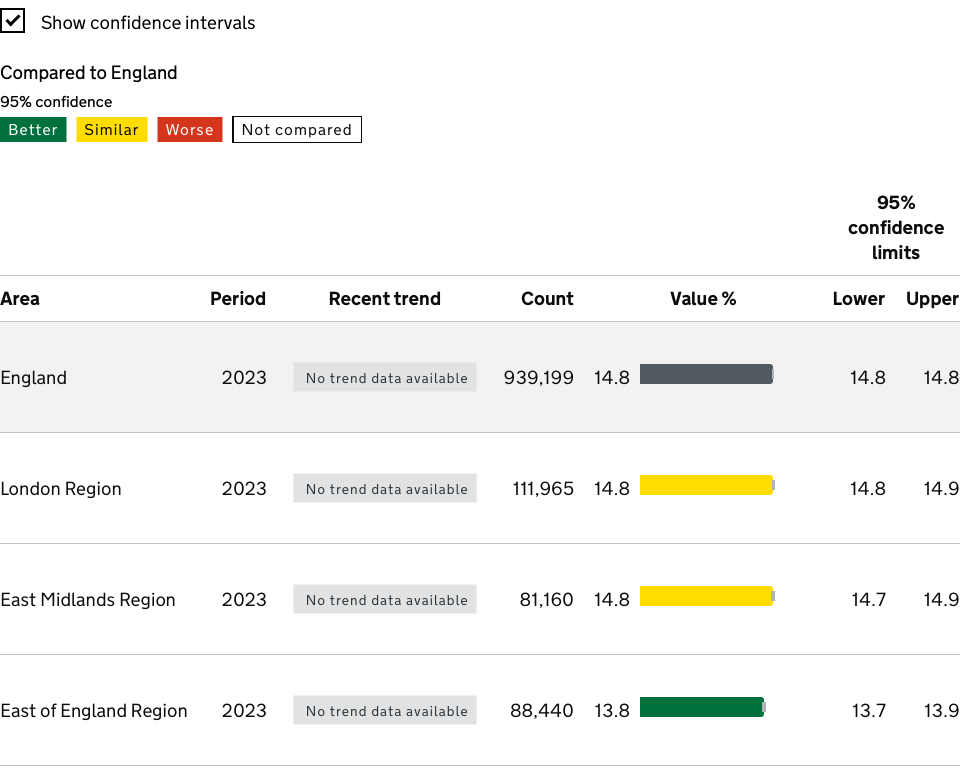 Show confidence intervals
Compared to England
95% confidence
Better Similar Worse Not compared
95%
confidence
limits
Area Period Recent trend Count Value % Lower Upper
England 2023 No trend data available 939,199 14.8 14.8 14.8
London Region 2023 No trend data available 111,965 14.8 14.8 14.9
East Midlands Region 2023 No trend data available 81,160 14.8 14.7 14.9
East of England Region 2023 No trend data available 88,440 13.8 13.7 13.9